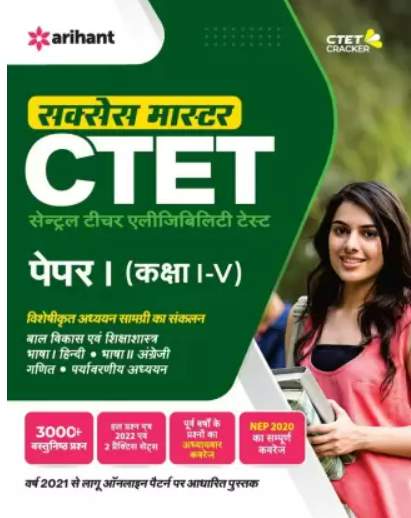 arihant
CTET
CRACKER
सक्सेस मास्टर
CTET
सेन्ट्रल टीचर एलीजिबिलिटी टेस्ट
पेपर I (कक्षा I-V)
विशेषीकृत अध्ययन सामग्री का संकलन
बाल विकास एवं शिक्षाशास्त्र
भाषा I हिन्दी • भाषा II अंग्रेजी
गणित • पर्यावरणीय अध्ययन
3000+
वस्तुनिष्ठ प्रश्न
हल प्रश्न पत्र
2022 एवं
2 प्रैक्टिस सेट्स
पूर्व वर्षों के
प्रश्नों का
अध्यायवार
कवरेज
NEP 2020
का सम्पूर्ण
कवरेज
वर्ष 2021 से लागू ऑनलाइन पैटर्न पर आधारित पुस्तक